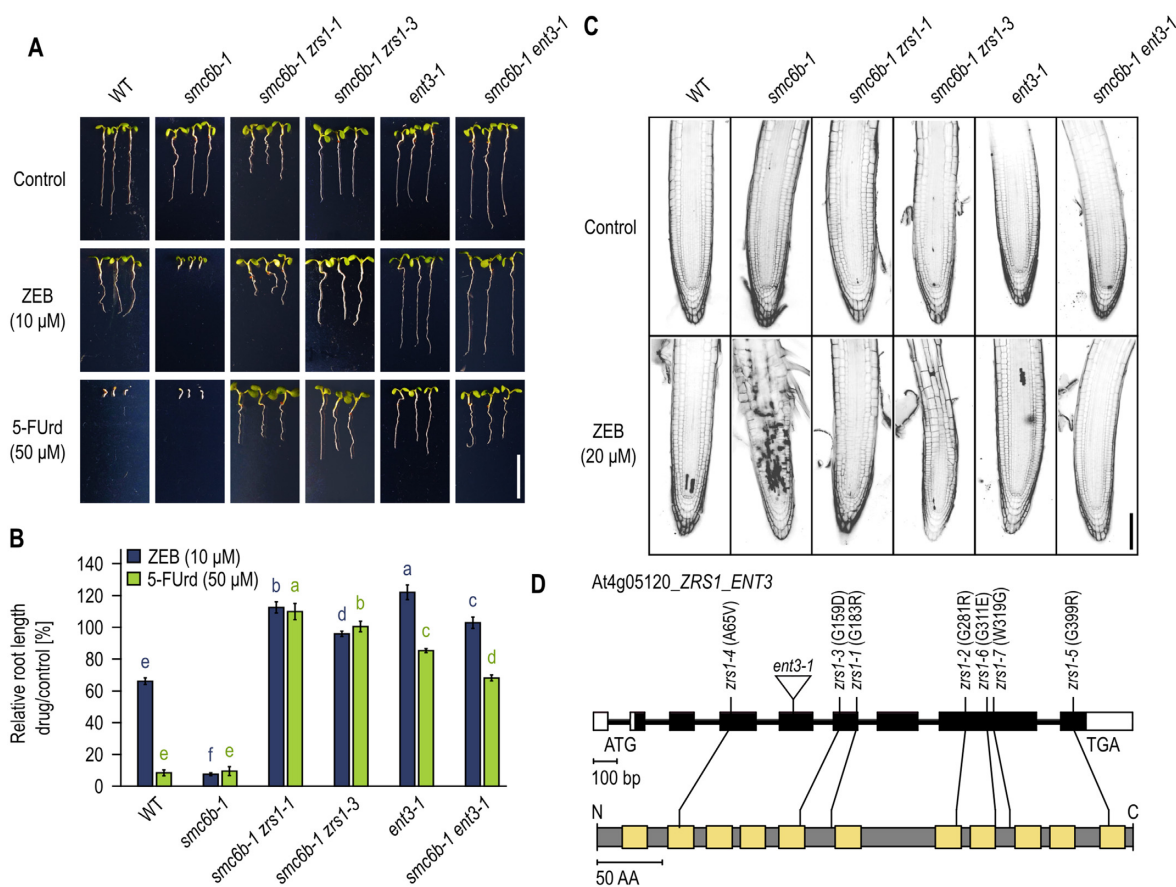 A
WT
smc6b-1
smc6b-1 zrs1-1
smc6b-1 zrs1-3
ent3-1
smc6b-1 ent3-1
Control
ZEB
(10 µM)
5-FUrd
(50 µM)
B
ZEB (10 µM)
5-FUrd (50 µM)
Relative root length
drug/control [%]
140
120
100
80
60
40
20
0
e
e
f
e
b
a
d
b
a
c
c
d
WT
smc6b-1
smc6b-1 zrs1-1
smc6b-1 zrs1-3
ent3-1
smc6b-1 ent3-1
C
WT
smc6b-1
smc6b-1 zrs1-1
smc6b-1 zrs1-3
ent3-1
smc6b-1 ent3-1
Control
ZEB
(20 µM)
D
At4g05120_ZRS1_ENT3
zrs1-4 (A65V)
ent3-1
zrs1-3 (G159D)
zrs1-1 (G183R)
zrs1-2 (G281R)
zrs1-6 (G311E)
zrs1-7 (W319G)
zrs1-5 (G399R)
ATG
TGA
100 bp
N
C
50 AA